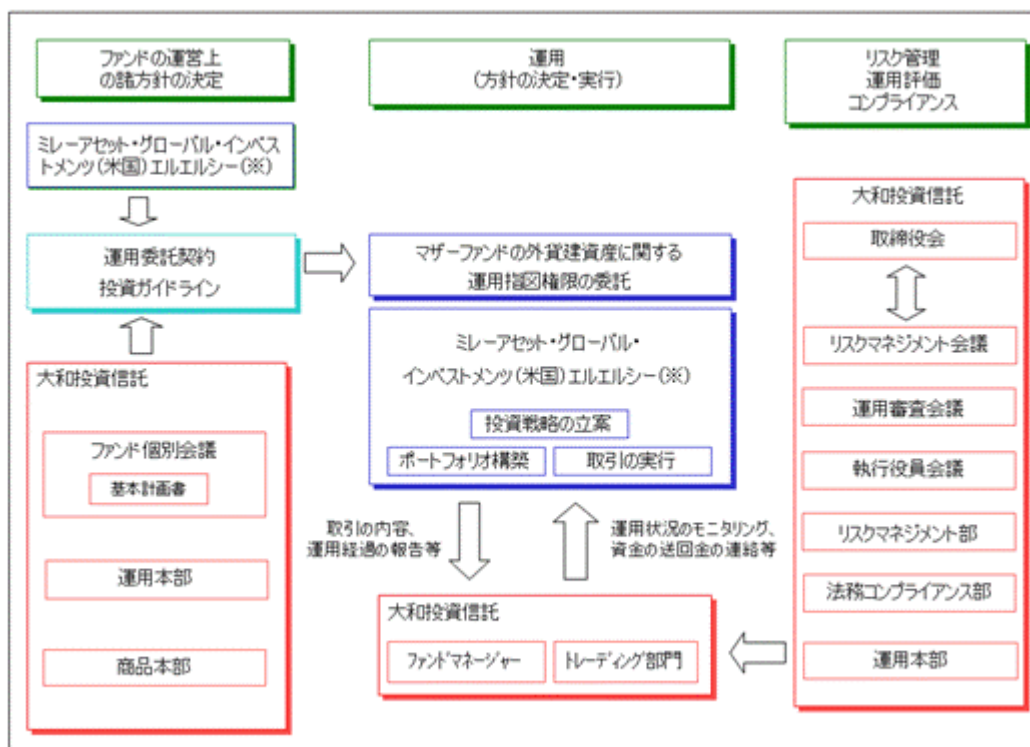 ファンドの運営上
の諸方針の決定
運用
(方針の決定・実行)
リスク管理
運用評価
コンプライアンス
ミレーアセット・グローバル・インベス
トメンツ(米国)エルエルシー(※)
運用委託契約
投資ガイドライン
大和投資信託
ファンド個別会議
基本計画書
運用本部
商品本部
マザーファンドの外貨建資産に関する
運用指図権限の委託
ミレーアセット・グローバル・
インベストメンツ(米国)エルエルシー(※)
投資戦略の立案
ポートフォリオ構築
取引の実行
取引の内容、
運用経過の報告等
運用状況のモニタリング、
資金の送回金の連絡等
大和投資信託
ファンドマネージャー
トレーディング部門
大和投資信託
取締役会
リスクマネジメント会議
運用審査会議
執行役員会議
リスクマネジメント部
法務コンプライアンス部
運用本部